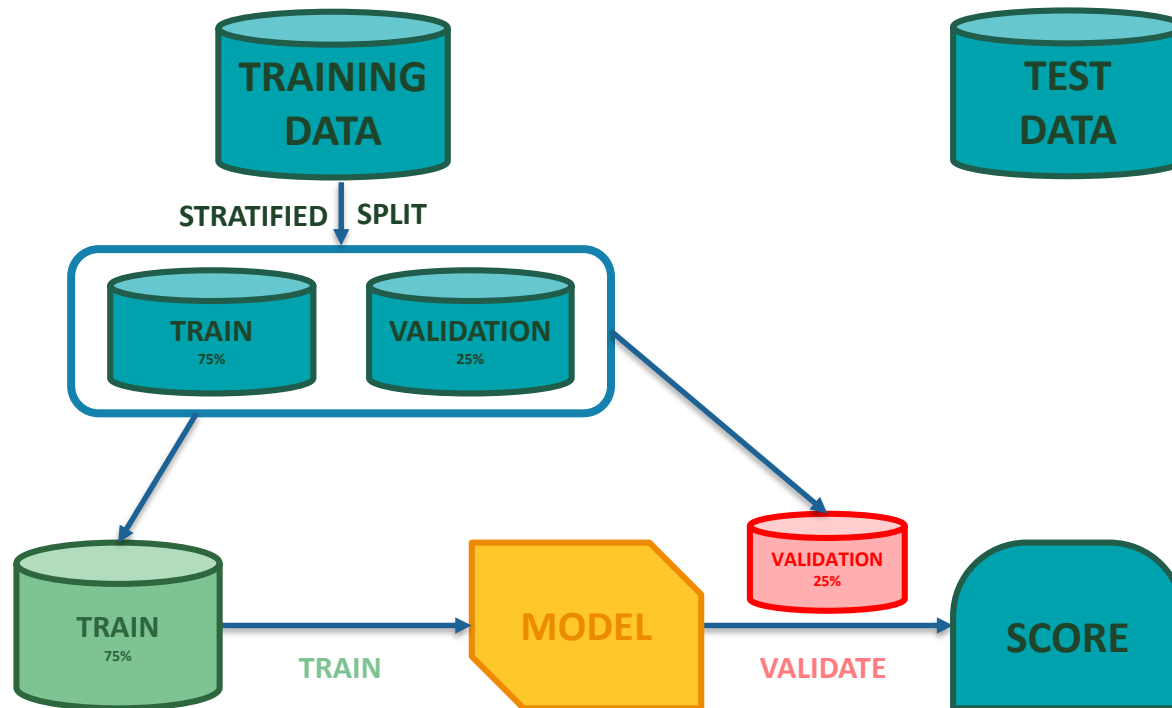 TRAINING
DATA
TEST
DATA
STRATIFIED SPLIT
TRAIN
75%
VALIDATION
25%
VALIDATION
25%
TRAIN
75%
MODEL
SCORE
TRAIN
VALIDATE